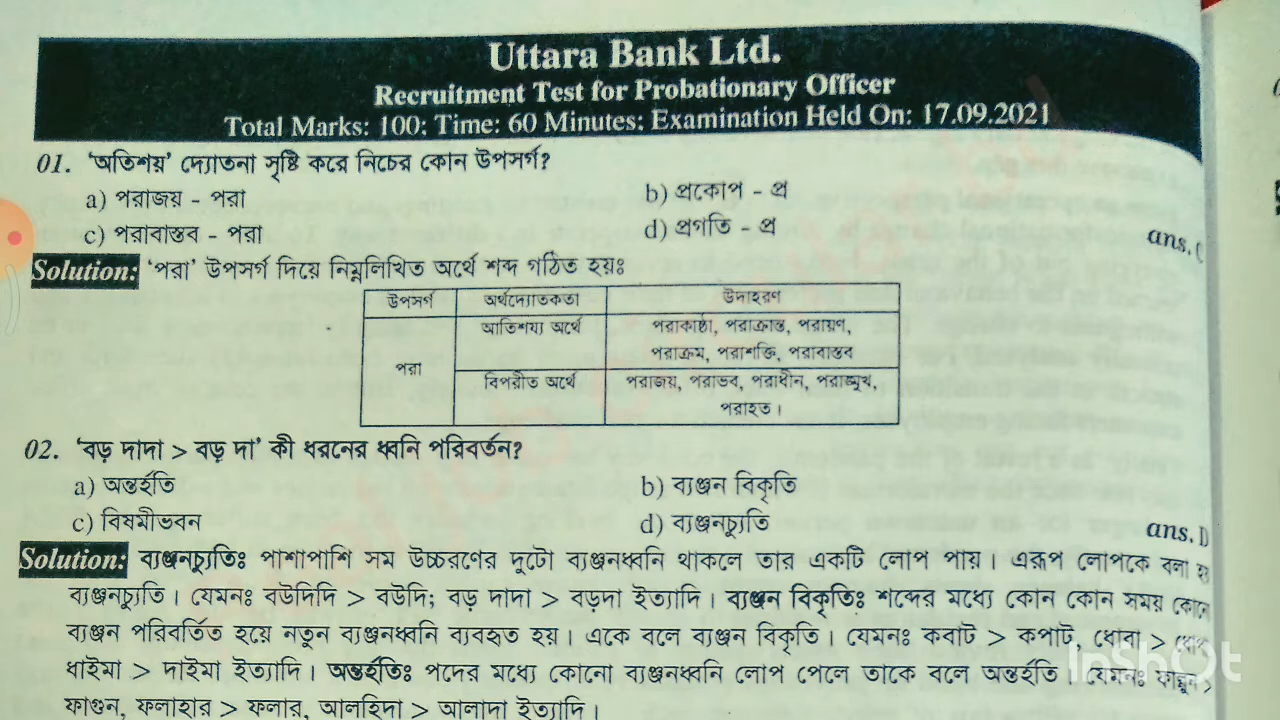 Uttara Bank Ltd.
Recruitment Test for Probationary Officer
Total Marks: 100; Time: 60 Minutes; Examination Held On: 17.09.2021
01. ‘অতিশয়’ দ্যোতনা সৃষ্টি করে নিচের কোন উপসর্গ?
a) পরাজয় - পরা b) প্রকোপ - প্র
c) পরাবাস্তব - পরা d) প্রগতি - প্র
ans. C
Solution: ‘পরা’ উপসর্গ দিয়ে নিম্নলিখিত অর্থে শব্দ গঠিত হয়ঃ
উপসর্গ অর্থদ্যোতকতা উদাহরণ
পরা আতিশয্য অর্থে পরাকাষ্ঠা, পরাক্রান্ত, পরায়ণ,
পরাক্রম, পরাশক্তি, পরাবাস্তব
বিপরীত অর্থে পরাজয়, পরাভব, পরাধীন, পরাঙ্মুখ,
পরাহত।
02. ‘বড় দাদা > বড় দা’ কী ধরনের ধ্বনি পরিবর্তন?
a) অন্তর্হতি b) ব্যঞ্জন বিকৃতি
c) বিষমীভবন d) ব্যঞ্জনচ্যুতি
ans. D
Solution: ব্যঞ্জনচ্যুতিঃ পাশাপাশি সম উচ্চরণের দুটো ব্যঞ্জনধ্বনি থাকলে তার একটি লোপ পায়। এরূপ লোপকে বলা হয়
ব্যঞ্জনচ্যুতি। যেমনঃ বউদিদি > বউদি; বড় দাদা > বড়দা ইত্যাদি। ব্যঞ্জন বিকৃতিঃ শব্দের মধ্যে কোন কোন সময় কোনো
ব্যঞ্জন পরিবর্তিত হয়ে নতুন ব্যঞ্জনধ্বনি ব্যবহৃত হয়। একে বলে ব্যঞ্জন বিকৃতি। যেমনঃ কবাট > কপাট, ধোবা >
ধাইমা > দাইমা ইত্যাদি। অন্তর্হতিঃ পদের মধ্যে কোনো ব্যঞ্জনধ্বনি লোপ পেলে তাকে বলে অন্তর্হতি। যেমনঃ ফাল্গুন >
ফাগুন, ফলাহার > ফলার, আলহিদা > আলাদা ইত্যাদি।
InShOt